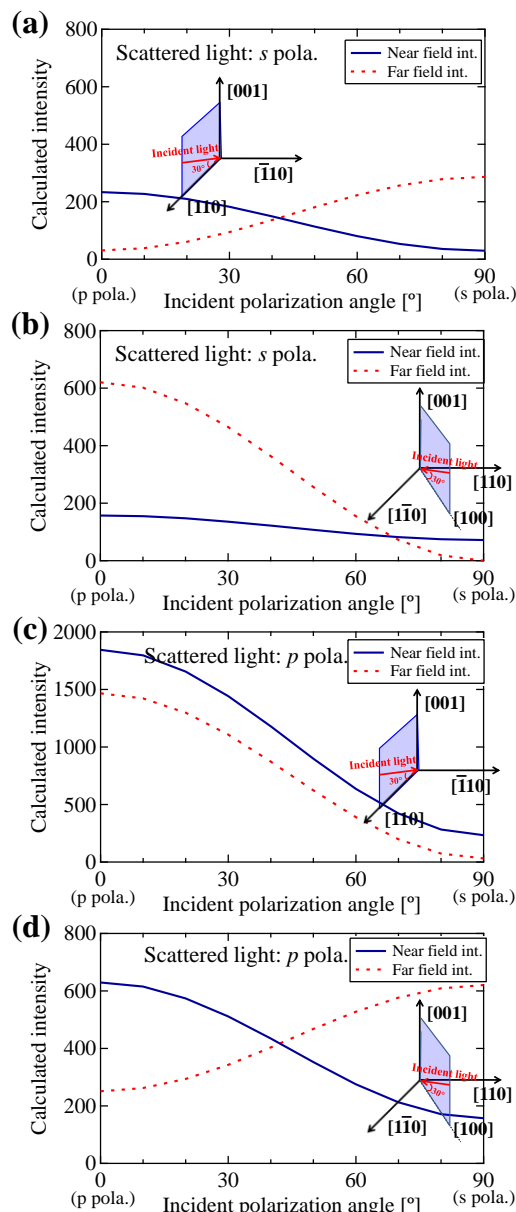 (a)
800
600
400
200
0
Calculated intensity
Scattered light: s pola.
Near field int.
Far field int.
[001]
Incident light
30°
[1̅10]
[110]
0
30
60
90
(p pola.)
Incident polarization angle [º]
(s pola.)
(b)
800
600
400
200
0
Calculated intensity
Scattered light: s pola.
Near field int.
Far field int.
[001]
Incident light
30°
[110]
[11̅0]
[100]
0
30
60
90
(p pola.)
Incident polarization angle [º]
(s pola.)
(c)
2000
1500
1000
500
0
Calculated intensity
Scattered light: p pola.
Near field int.
Far field int.
[001]
Incident light
30°
[1̅10]
[110]
0
30
60
90
(p pola.)
Incident polarization angle [º]
(s pola.)
(d)
800
600
400
200
0
Calculated intensity
Scattered light: p pola.
Near field int.
Far field int.
[001]
Incident light
30°
[110]
[11̅0]
[100]
0
30
60
90
(p pola.)
Incident polarization angle [º]
(s pola.)